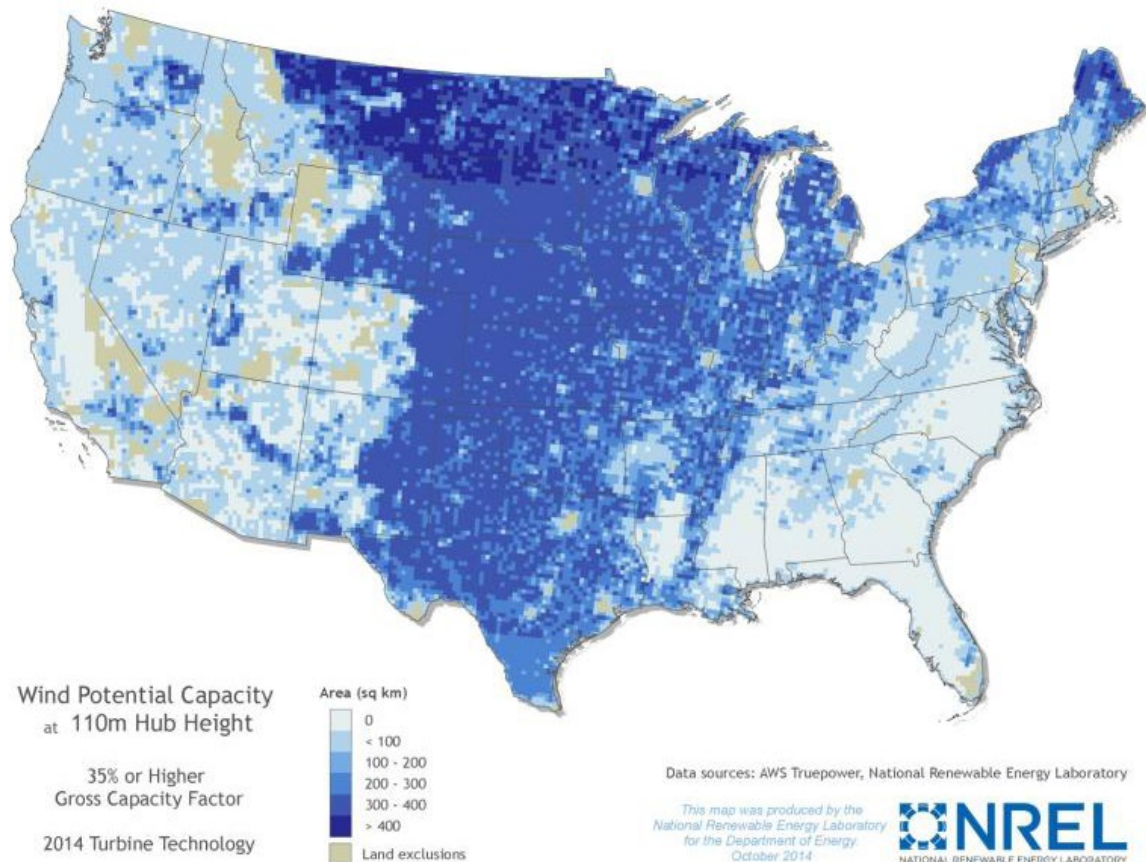 Wind Potential Capacity
at 110m Hub Height
35% or Higher
Gross Capacity Factor
2014 Turbine Technology
Area (sq km)
0
< 100
100 - 200
200 - 300
300 - 400
> 400
Land exclusions
Data sources: AWS Truepower, National Renewable Energy Laboratory
This map was produced by the
National Renewable Energy Laboratory
for the Department of Energy.
October 2014
NREL
NATIONAL RENEWABLE ENERGY LABORATORY